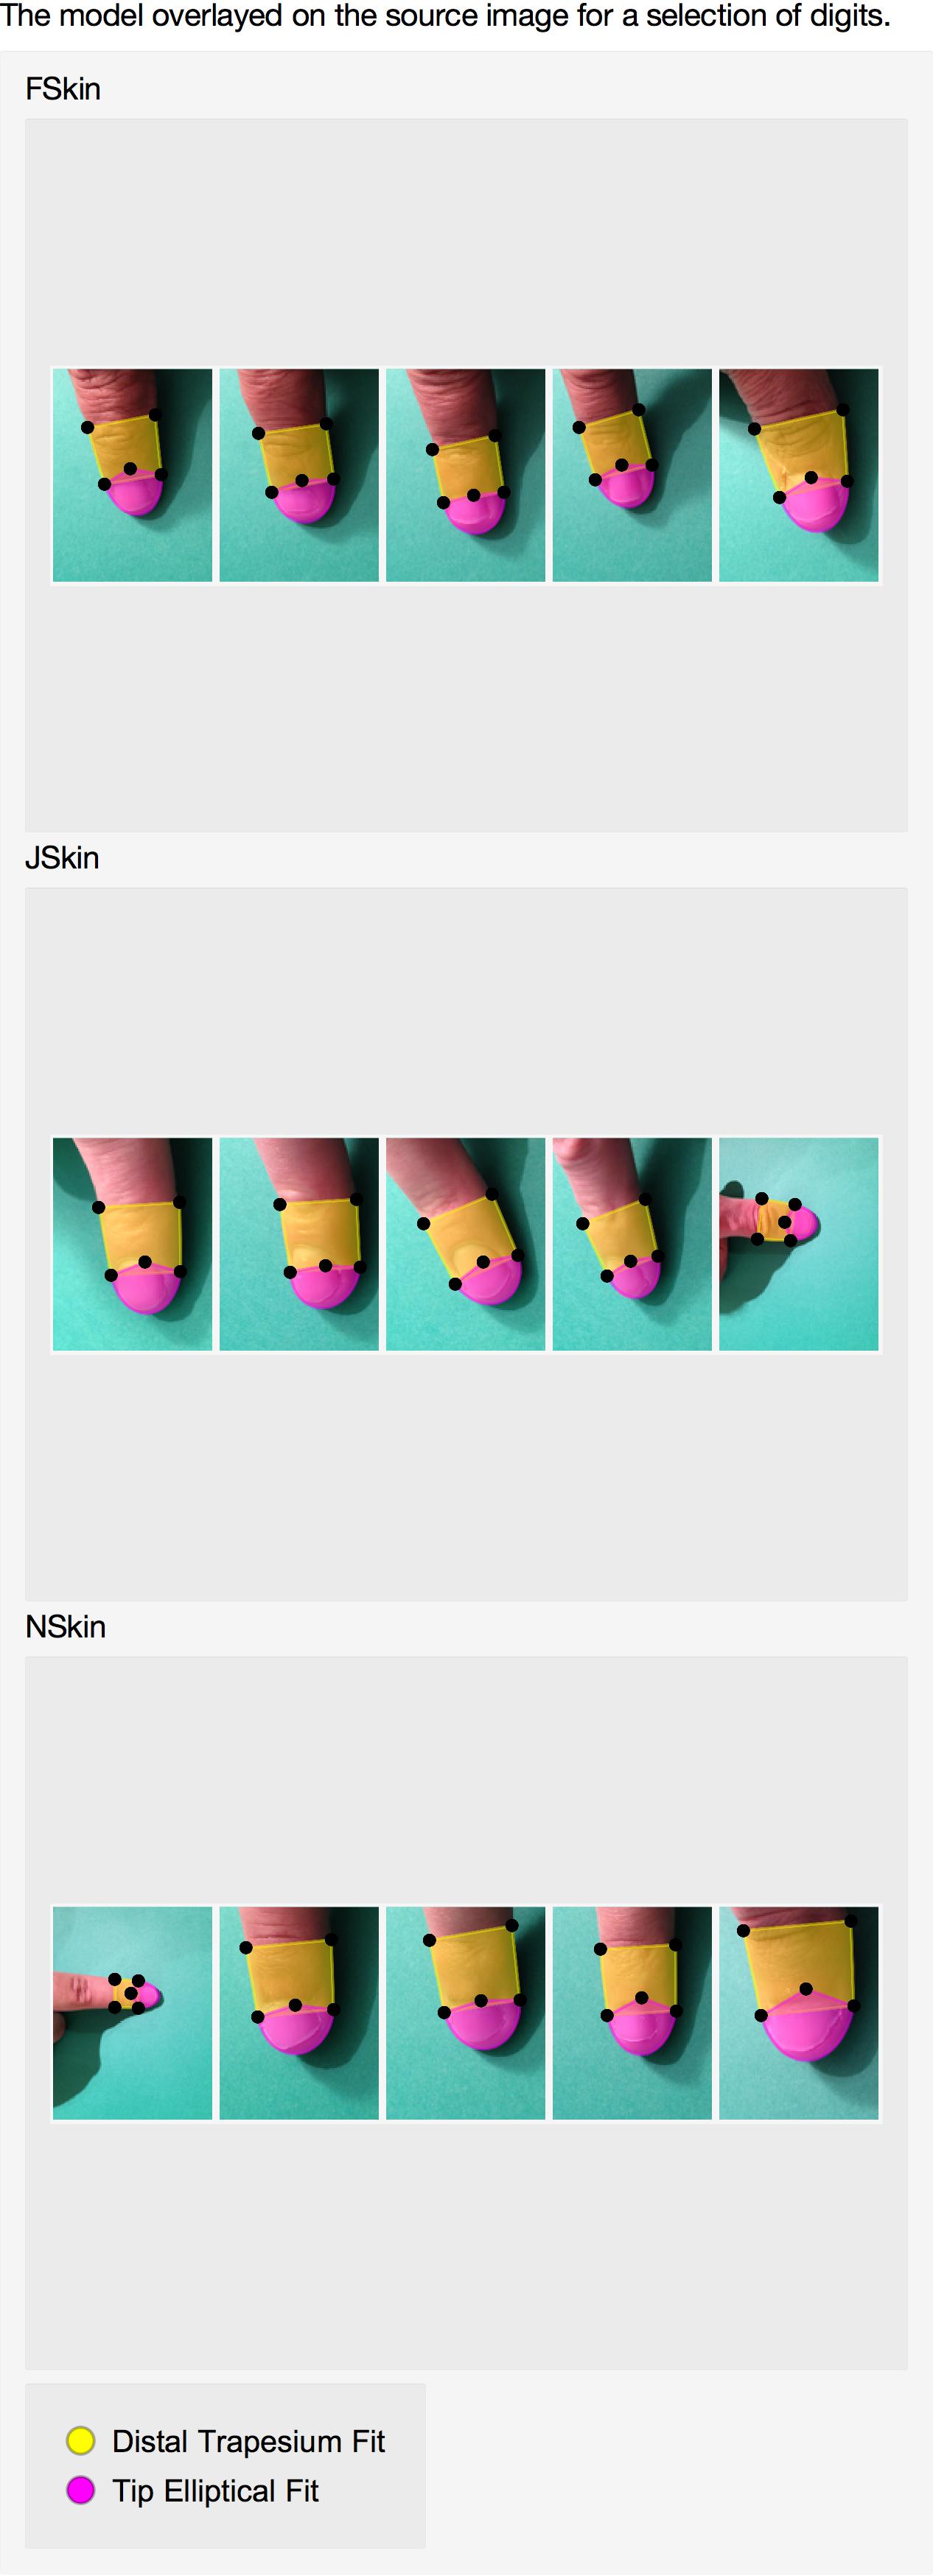 The model overlayed on the source image for a selection of digits.
FSkin
JSkin
NSkin
Distal Trapesium Fit
Tip Elliptical Fit